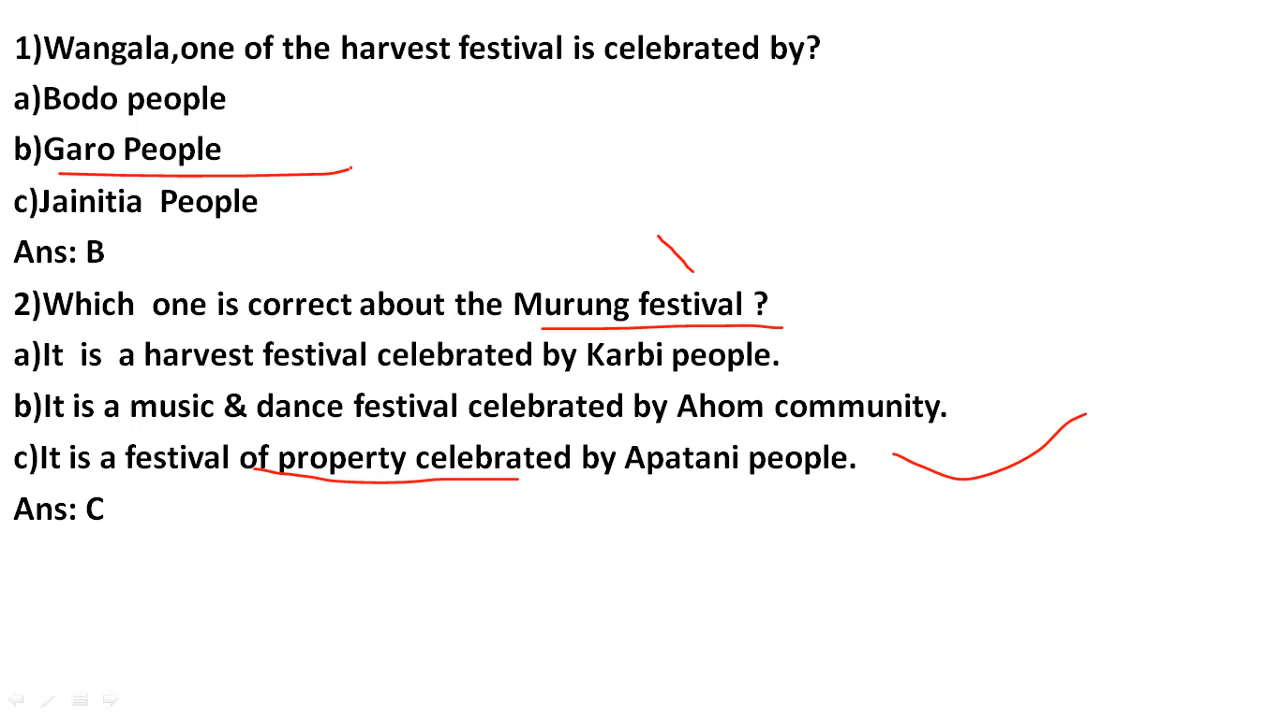 1)Wangala,one of the harvest festival is celebrated by?
a)Bodo people
b)Garo People
c)Jainitia  People
Ans: B
2)Which  one is correct about the Murung festival ?
a)It  is  a harvest festival celebrated by Karbi people.
b)It is a music & dance festival celebrated by Ahom community.
c)It is a festival of property celebrated by Apatani people.
Ans: C